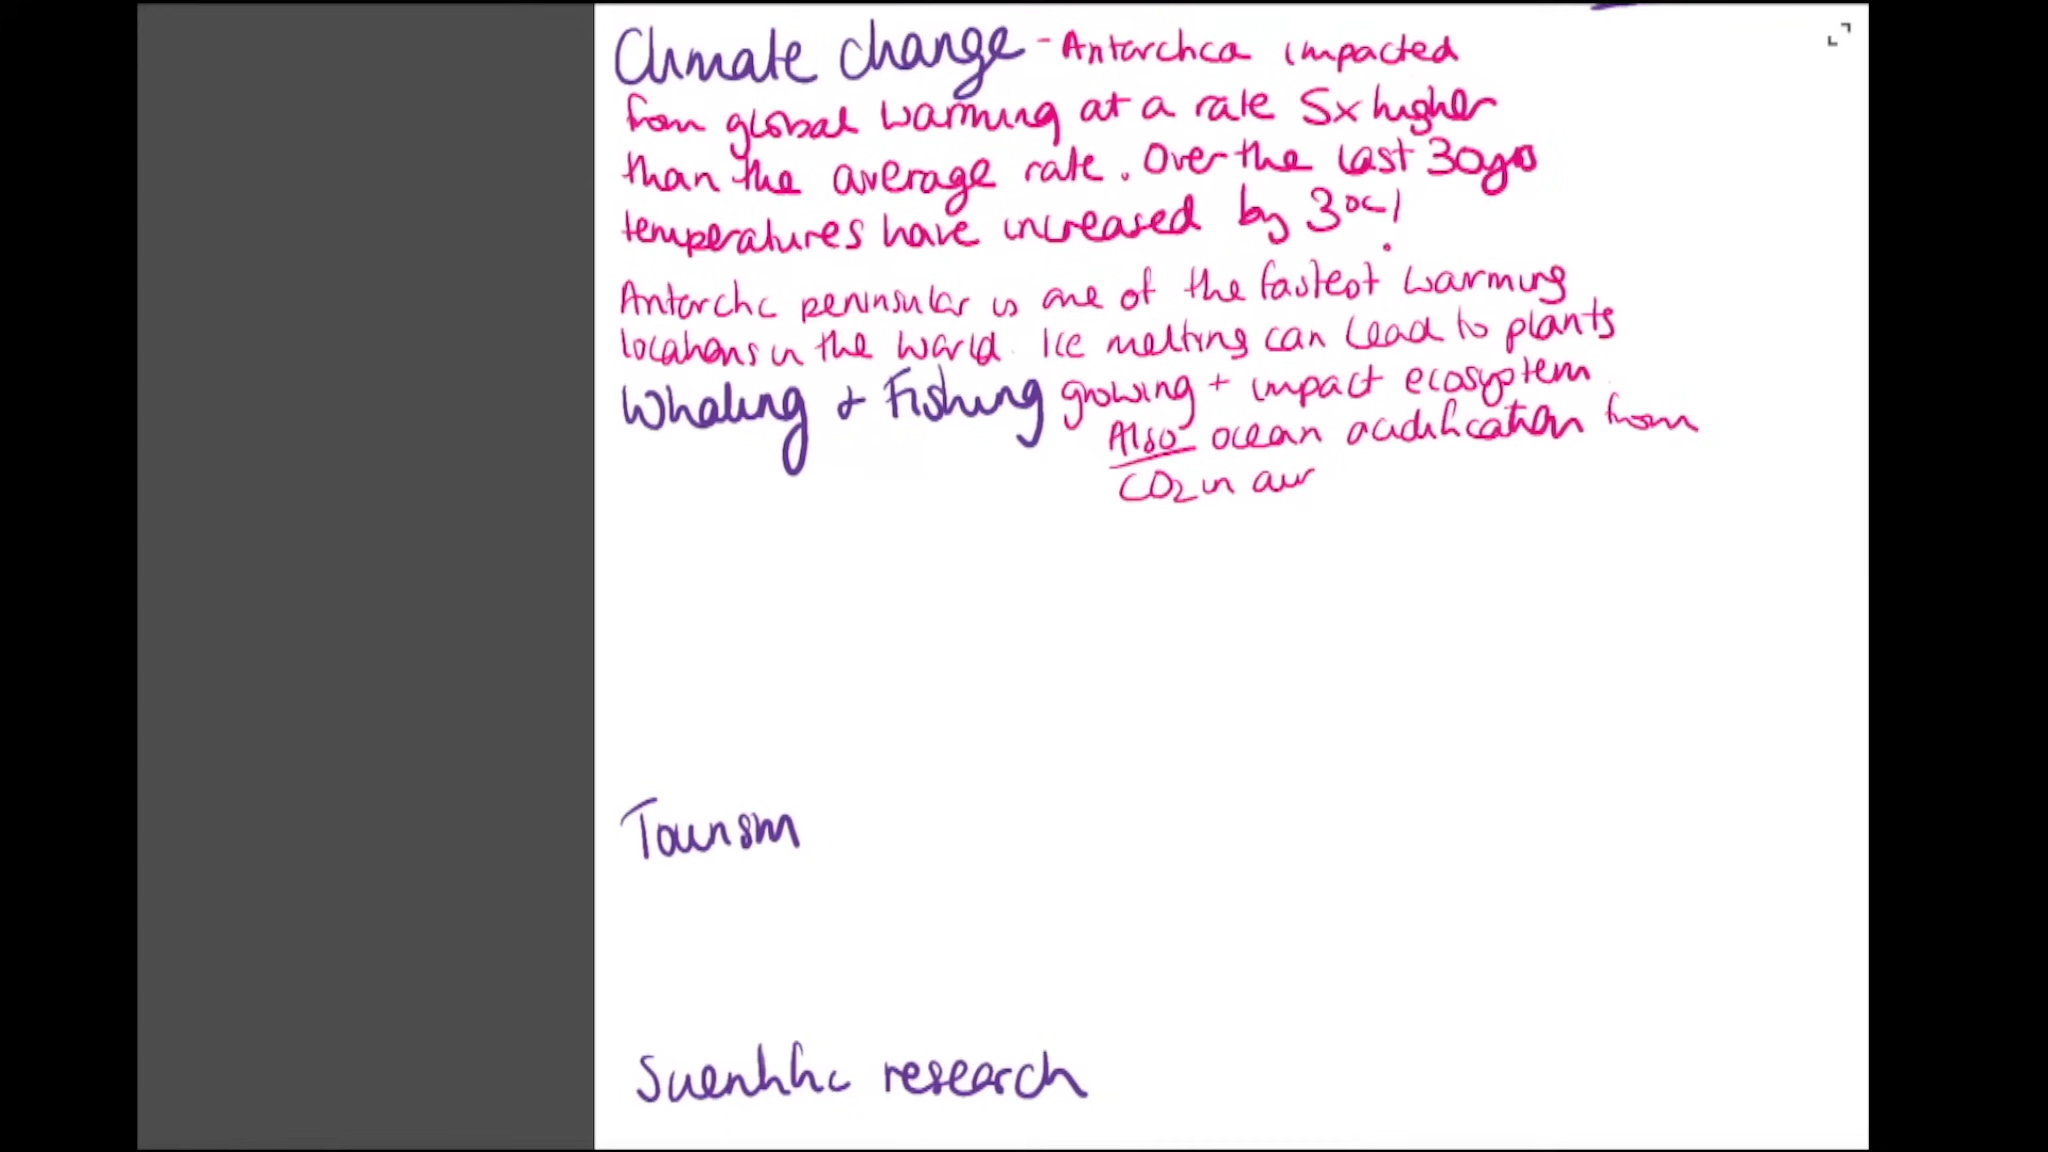 Climate change - Antarctica impacted
from global warming at a rate 5x higher
than the average rate. Over the last 30yrs
temperatures have increased by 3°C!
Antarctic peninsular is one of the fastest warming
locations in the world. Ice melting can lead to plants
Whaling & Fishing growing + impact ecosystem
Also ocean acidification from
CO2 in air
Tourism
Scientific research